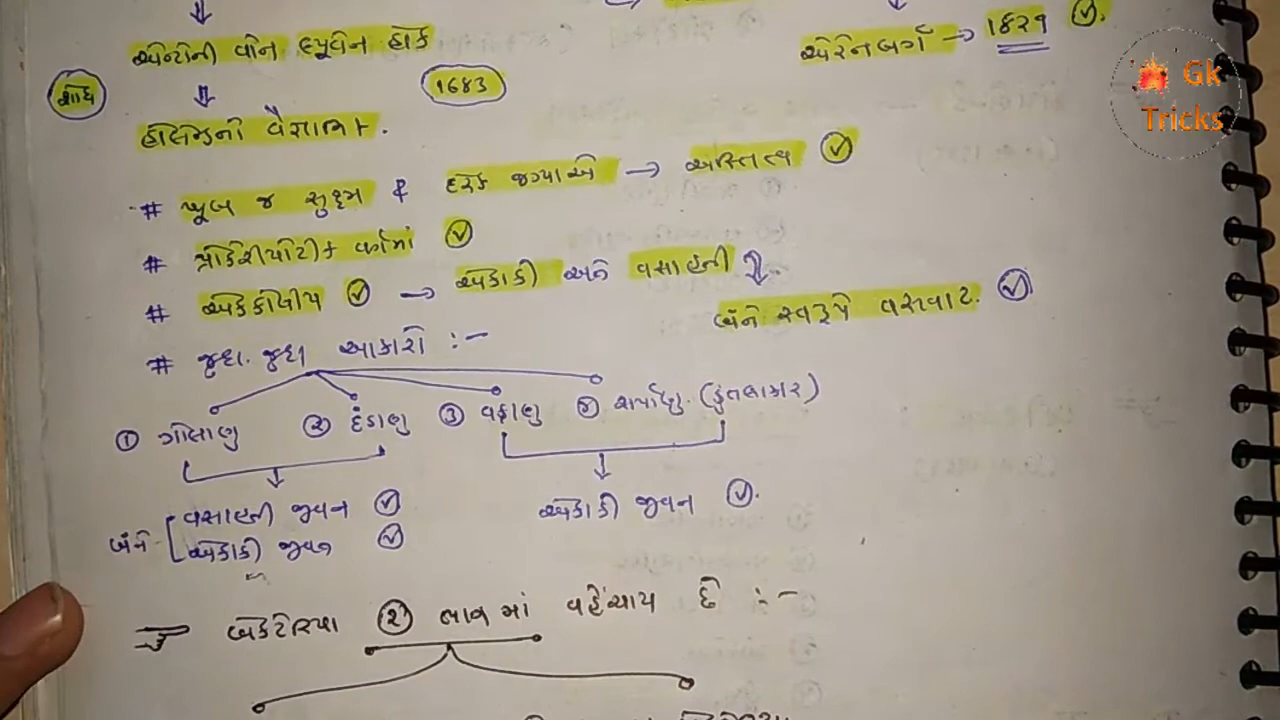 એન્ટોની વોન લ્યુવેન હોક
એરેનબર્ગ → 1829
શોધ
1683
હોલેન્ડના વૈજ્ઞાનિક.
# ખૂબ જ સુક્ષ્મ & દરેક જગ્યાએ → અસ્તિત્વ
# પ્રોકેરીયોટીક વર્ગમાં
# એકકોષીય → એકાકી અને વસાહતી
બંને સ્વરૂપે વસવાટ.
# જુદા.જુદા આકારો :-
① ગોલાણુ ② દંડાણુ ③ વક્રાણુ ④ સર્પાણુ. (કુંતલાકાર)
બંને
વસાહતી જીવન
એકાકી જીવન
એકાકી જીવન
બેક્ટેરિયા ② ભાગ માં વહેંચાય છે :-
Gk
Tricks